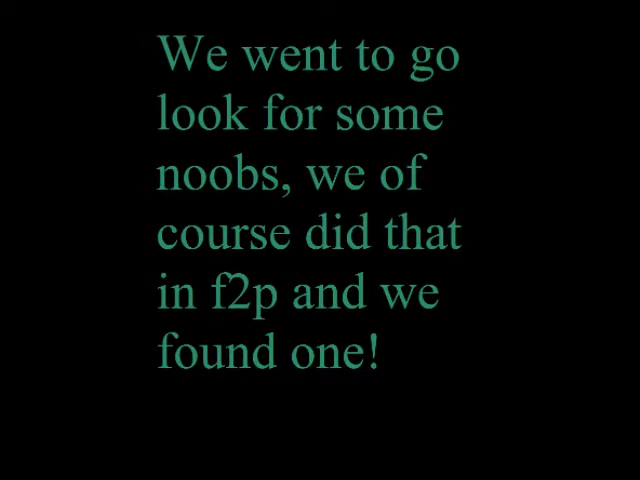 We went to go
look for some
noobs, we of
course did that
in f2p and we
found one!